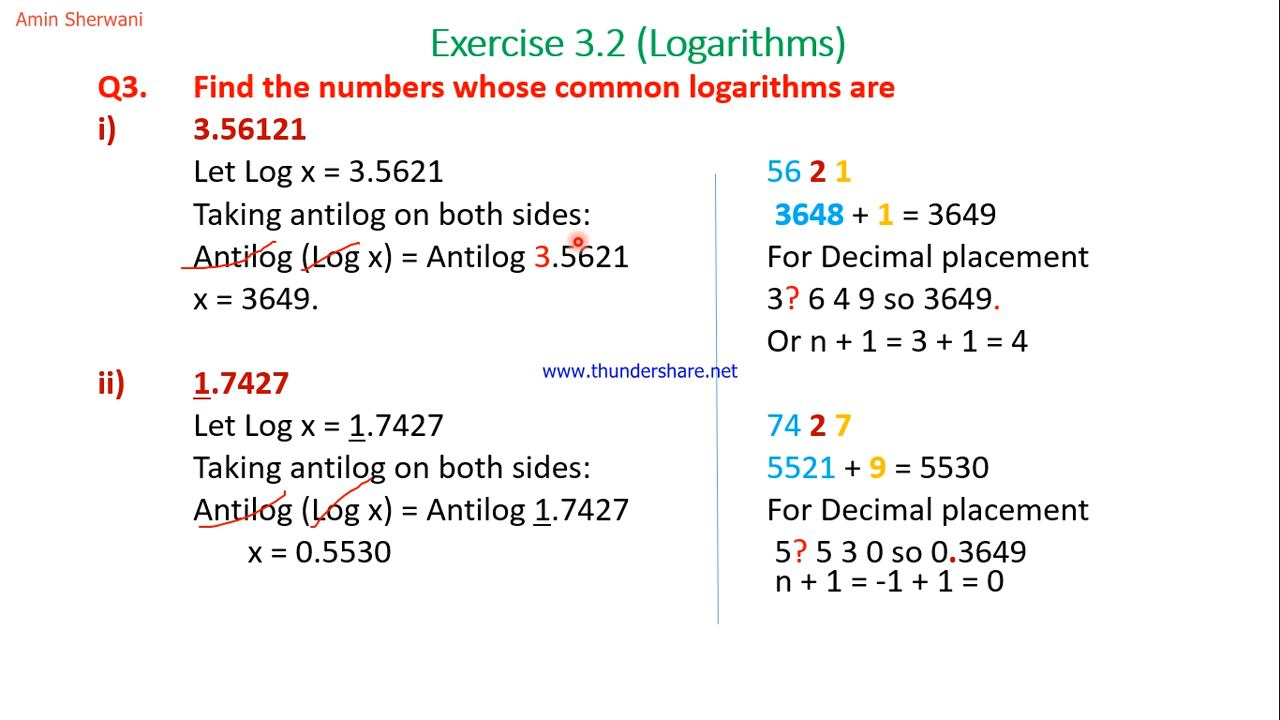 Amin Sherwani
Exercise 3.2 (Logarithms)
Q3. Find the numbers whose common logarithms are
i) 3.56121
Let Log x = 3.5621
Taking antilog on both sides:
Antilog (Log x) = Antilog 3.5621
x = 3649.
56 2 1
3648 + 1 = 3649
For Decimal placement
3? 6 4 9 so 3649.
Or n + 1 = 3 + 1 = 4
www.thundershare.net
ii) 1.7427
Let Log x = 1.7427
Taking antilog on both sides:
Antilog (Log x) = Antilog 1.7427
x = 0.5530
74 2 7
5521 + 9 = 5530
For Decimal placement
5? 5 3 0 so 0.3649
n + 1 = -1 + 1 = 0